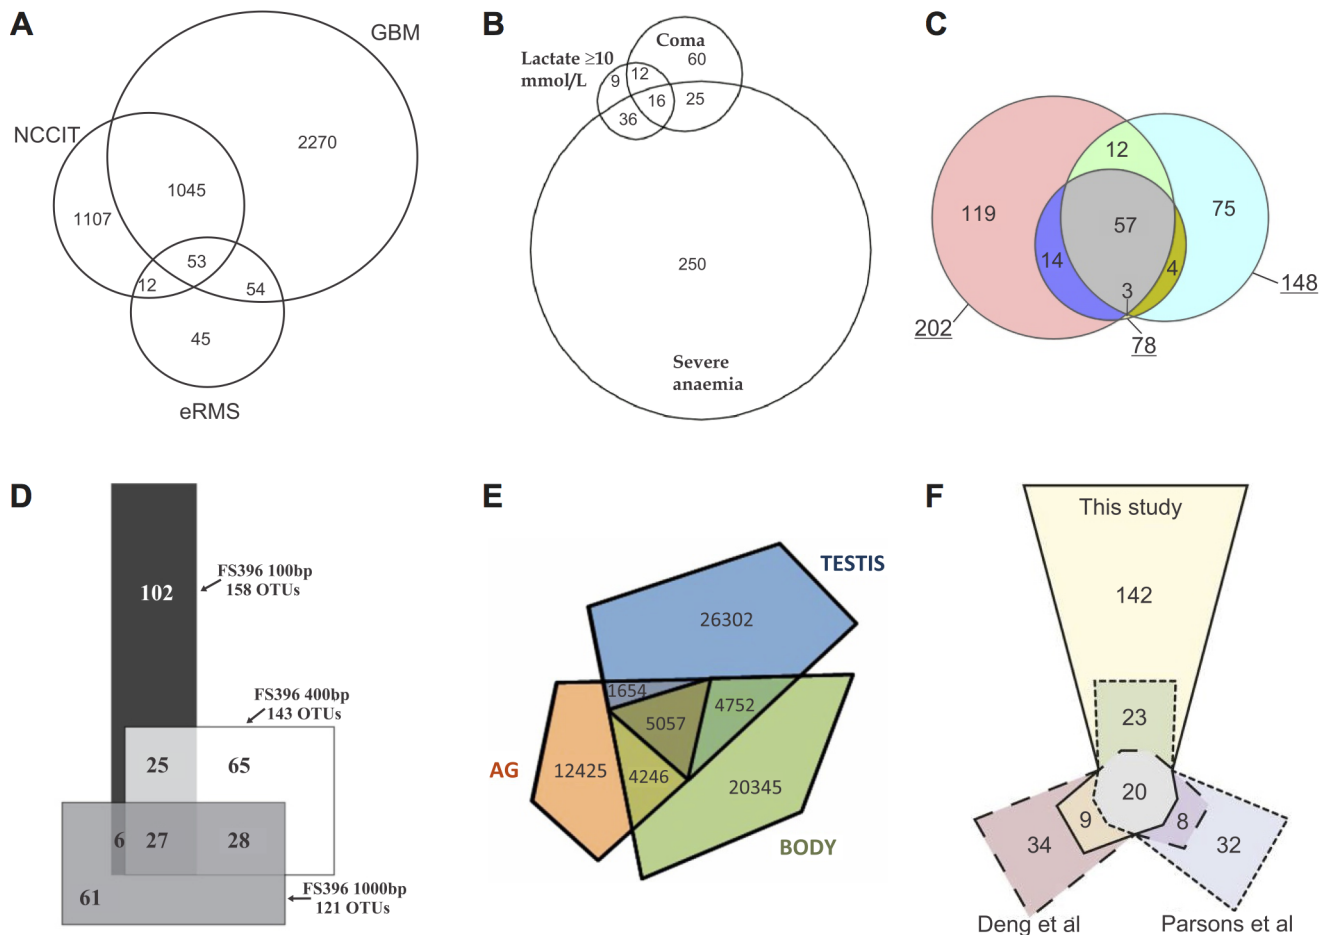 A
GBM
NCCIT
2270
1045
1107
53
12
54
45
eRMS
B
Coma
60
Lactate ≥10
mmol/L
9
12
16
25
36
250
Severe
anaemia
C
12
119
57
75
14
4
3
148
202
78
D
102
FS396 100bp
158 OTUs
FS396 400bp
143 OTUs
25
65
6
27
28
61
FS396 1000bp
121 OTUs
E
TESTIS
26302
1654
4752
5057
AG
12425
4246
20345
BODY
F
This study
142
23
20
9
8
34
32
Deng et al
Parsons et al